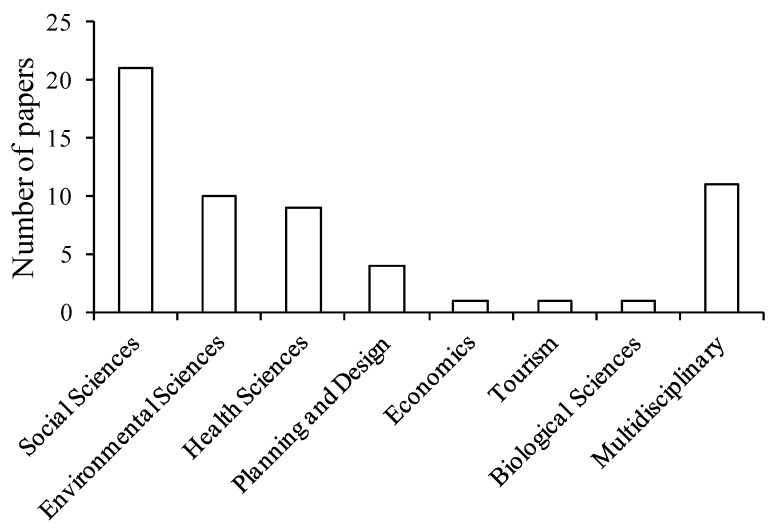 Number of papers
25
20
15
10
5
0
Social Sciences
Environmental Sciences
Health Sciences
Planning and Design
Economics
Tourism
Biological Sciences
Multidisciplinary